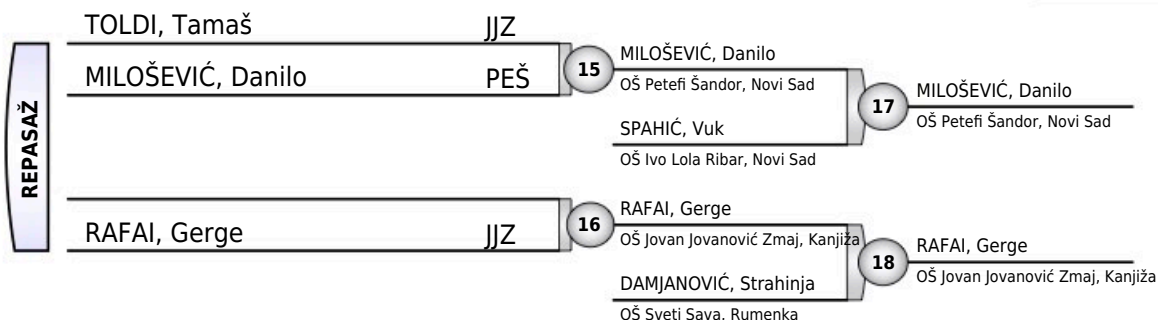 REPASAŽ
TOLDI, Tamaš JJZ
MILOŠEVIĆ, Danilo PEŠ
15
MILOŠEVIĆ, Danilo
OŠ Petefi Šandor, Novi Sad
SPAHIĆ, Vuk
OŠ Ivo Lola Ribar, Novi Sad
17
MILOŠEVIĆ, Danilo
OŠ Petefi Šandor, Novi Sad
RAFAI, Gerge JJZ
16
RAFAI, Gerge
OŠ Jovan Jovanović Zmaj, Kanjiža
DAMJANOVIĆ, Strahinja
OŠ Sveti Sava, Rumenka
18
RAFAI, Gerge
OŠ Jovan Jovanović Zmaj, Kanjiža